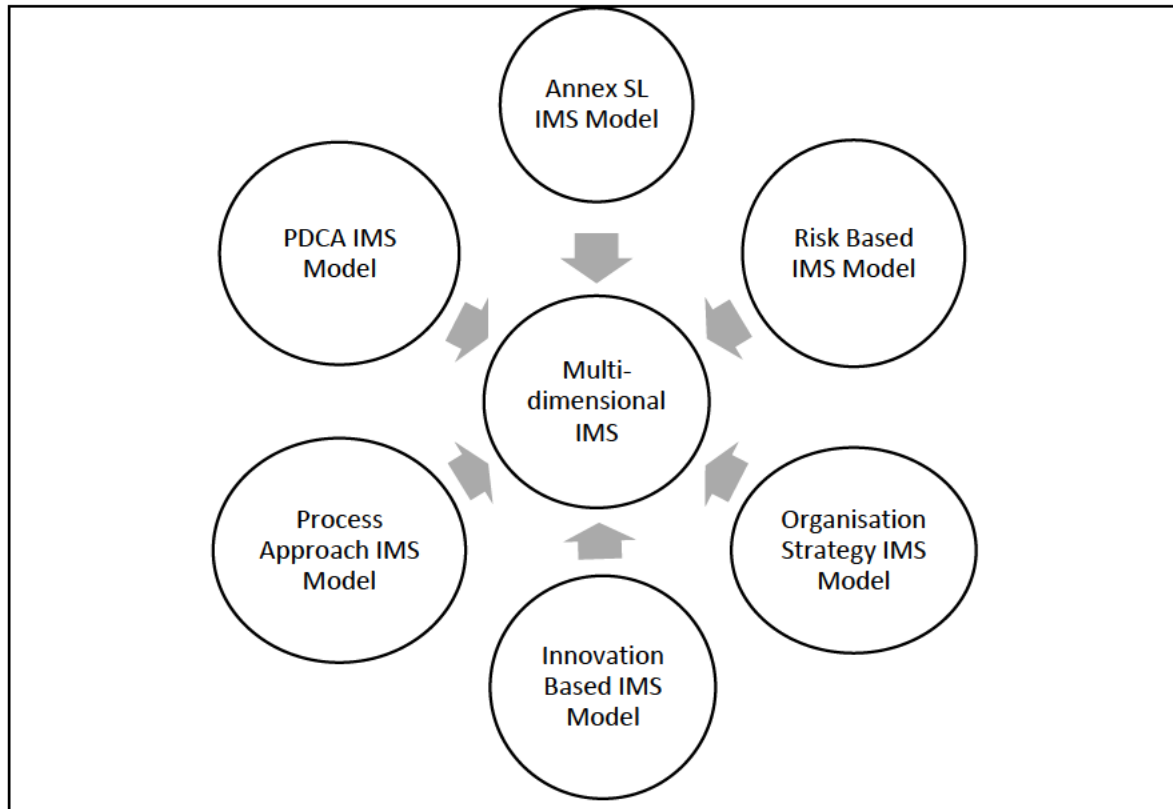 Annex SL
IMS Model
PDCA IMS
Model
Risk Based
IMS Model
Multi-
dimensional
IMS
Process
Approach IMS
Model
Organisation
Strategy IMS
Model
Innovation
Based IMS
Model